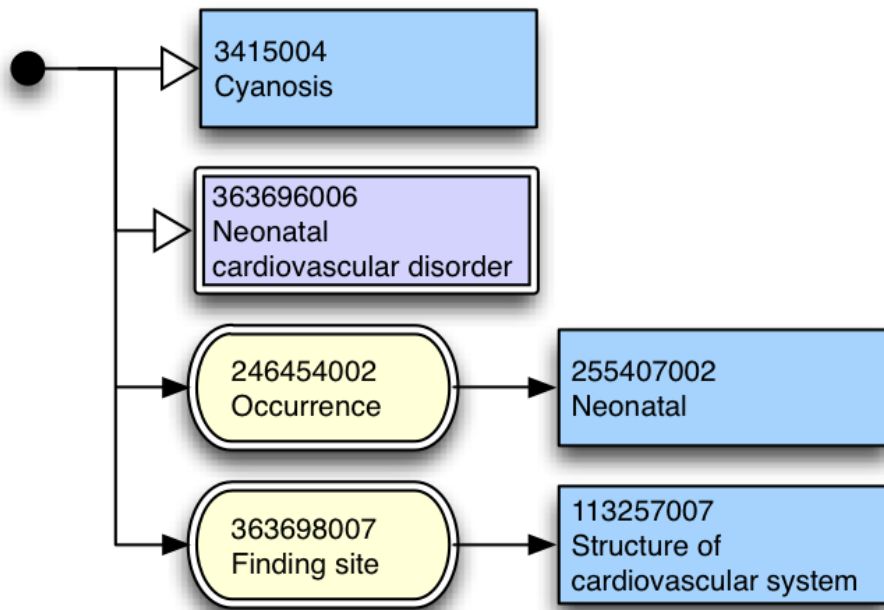 3415004
Cyanosis
363696006
Neonatal
cardiovascular disorder
246454002
Occurrence
255407002
Neonatal
363698007
Finding site
113257007
Structure of
cardiovascular system